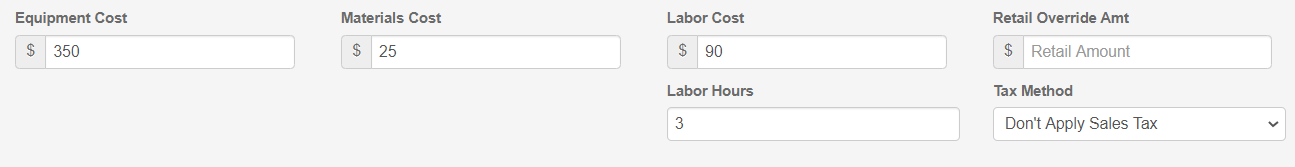 Equipment Cost
Materials Cost
Labor Cost
Retail Override Amt
$ 350
$ 25
$ 90
$ Retail Amount
Labor Hours
Tax Method
3
Don't Apply Sales Tax